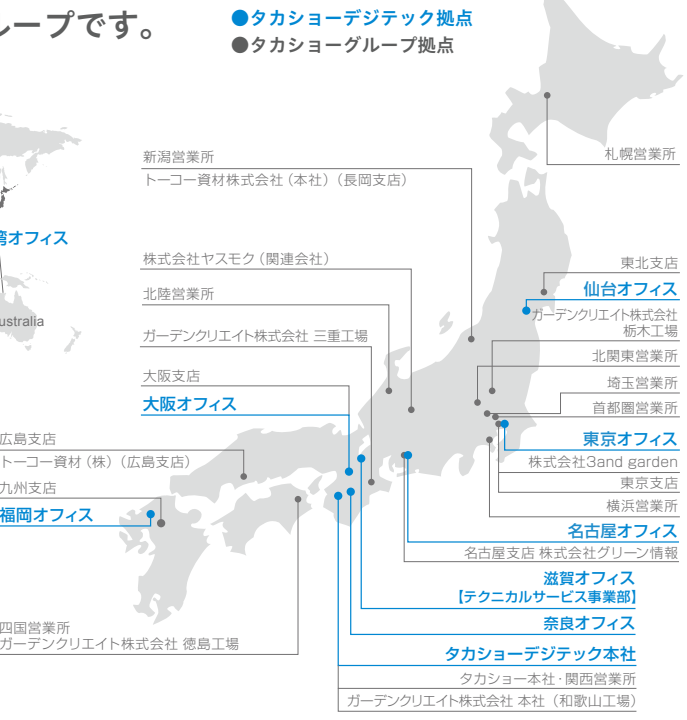 ループです。
●タカショーデジテック拠点
●タカショーグループ拠点
新潟営業所
トーコー資材株式会社（本社）（長岡支店）
札幌営業所
湾オフィス
ustralia
株式会社ヤスモク（関連会社）
北陸営業所
ガーデンクリエイト株式会社 三重工場
大阪支店
大阪オフィス
広島支店
トーコー資材（株）（広島支店）
九州支店
福岡オフィス
四国営業所
ガーデンクリエイト株式会社 徳島工場
東北支店
仙台オフィス
ガーデンクリエイト株式会社
栃木工場
北関東営業所
埼玉営業所
首都圏営業所
東京オフィス
株式会社3and garden
東京支店
横浜営業所
名古屋オフィス
名古屋支店 株式会社グリーン情報
滋賀オフィス
【テクニカルサービス事業部】
奈良オフィス
タカショーデジテック本社
タカショー本社・関西営業所
ガーデンクリエイト株式会社 本社（和歌山工場）